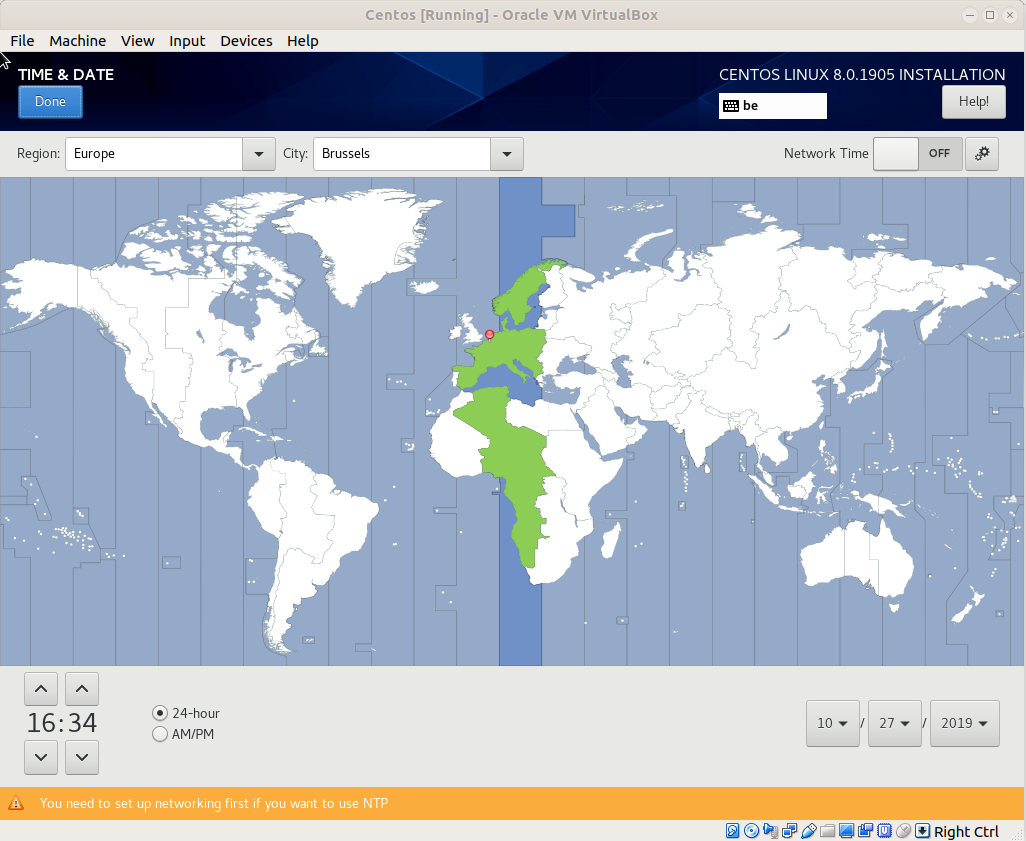 Centos [Running] - Oracle VM VirtualBox
File Machine View Input Devices Help
TIME & DATE
CENTOS LINUX 8.0.1905 INSTALLATION
Done
be
Help!
Region: Europe City: Brussels Network Time OFF
16:34
24-hour
AM/PM
10 / 27 / 2019
You need to set up networking first if you want to use NTP
Right Ctrl